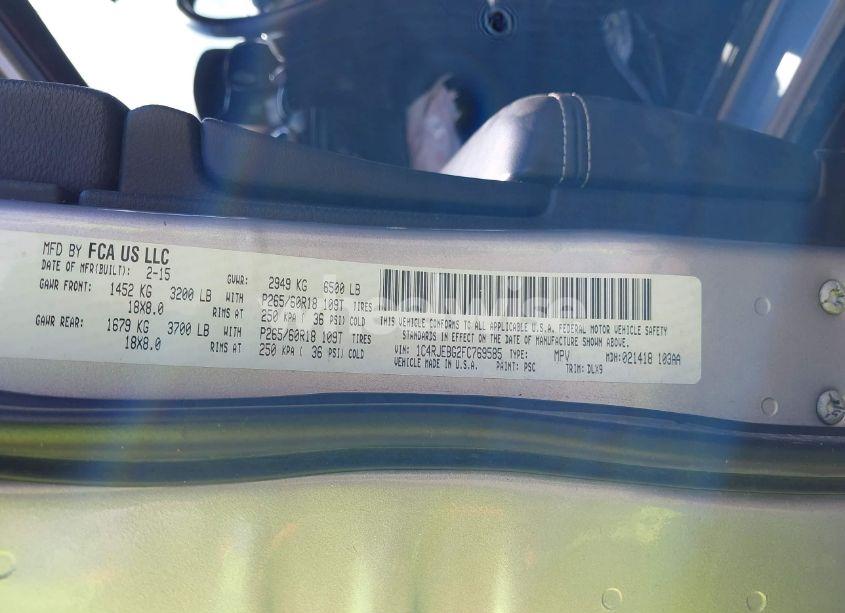 MFD BY FCA US LLC
DATE OF MFR(BUILT): 2-15 GVWR: 2949 KG 6500 LB
GAWR FRONT: 1452 KG 3200 LB WITH P265/60R18 109T TIRES
18X8.0 RIMS AT 250 KPA ( 36 PSI) COLD
GAWR REAR: 1679 KG 3700 LB WITH P265/60R18 109T TIRES
18X8.0 RIMS AT 250 KPA ( 36 PSI) COLD
THIS VEHICLE CONFORMS TO ALL APPLICABLE U.S.A. FEDERAL MOTOR VEHICLE SAFETY
STANDARDS IN EFFECT ON THE DATE OF MANUFACTURE SHOWN ABOVE.
VIN: 1C4RJEBG2FC769585 TYPE: MPV MDH:021418 103AA
VEHICLE MADE IN U.S.A. PAINT: PSC TRIM: DLX9